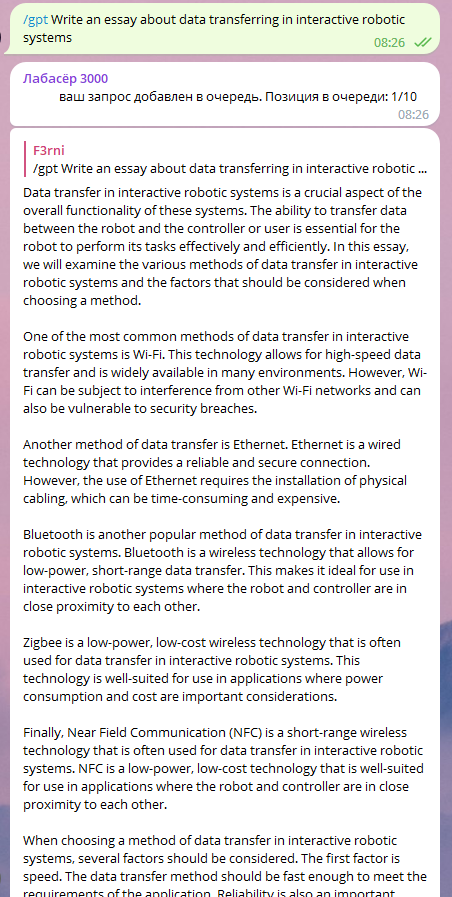 /gpt Write an essay about data transferring in interactive robotic
systems
08:26
Лабасёр 3000
ваш запрос добавлен в очередь. Позиция в очереди: 1/10
08:26
F3rni
/gpt Write an essay about data transferring in interactive robotic ...
Data transfer in interactive robotic systems is a crucial aspect of the
overall functionality of these systems. The ability to transfer data
between the robot and the controller or user is essential for the
robot to perform its tasks effectively and efficiently. In this essay,
we will examine the various methods of data transfer in interactive
robotic systems and the factors that should be considered when
choosing a method.
One of the most common methods of data transfer in interactive
robotic systems is Wi-Fi. This technology allows for high-speed data
transfer and is widely available in many environments. However, Wi-
Fi can be subject to interference from other Wi-Fi networks and can
also be vulnerable to security breaches.
Another method of data transfer is Ethernet. Ethernet is a wired
technology that provides a reliable and secure connection.
However, the use of Ethernet requires the installation of physical
cabling, which can be time-consuming and expensive.
Bluetooth is another popular method of data transfer in interactive
robotic systems. Bluetooth is a wireless technology that allows for
low-power, short-range data transfer. This makes it ideal for use in
interactive robotic systems where the robot and controller are in
close proximity to each other.
Zigbee is a low-power, low-cost wireless technology that is often
used for data transfer in interactive robotic systems. This
technology is well-suited for use in applications where power
consumption and cost are important considerations.
Finally, Near Field Communication (NFC) is a short-range wireless
technology that is often used for data transfer in interactive robotic
systems. NFC is a low-power, low-cost technology that is well-suited
for use in applications where the robot and controller are in close
proximity to each other.
When choosing a method of data transfer in interactive robotic
systems, several factors should be considered. The first factor is
speed. The data transfer method should be fast enough to meet the
requirements of the application. Reliability is also an important